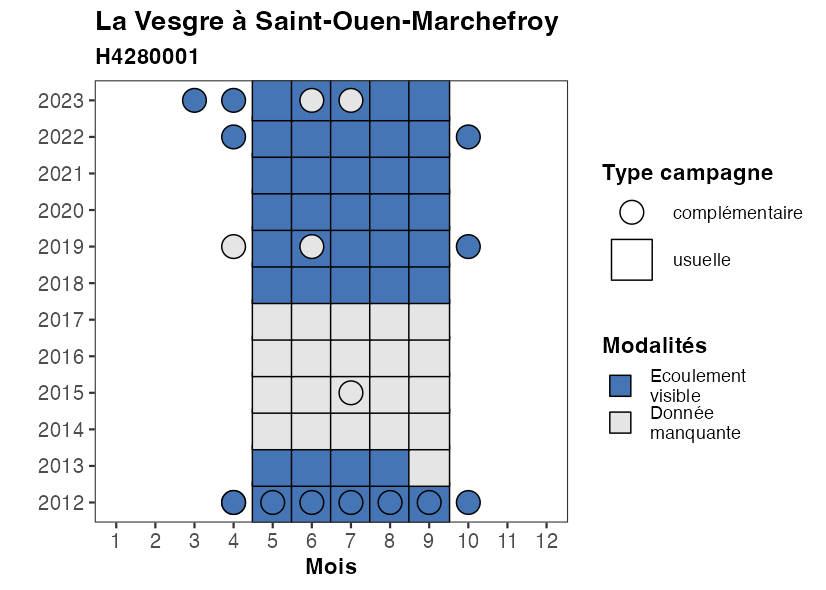 La Vesgre à Saint-Ouen-Marchefroy
H4280001
2023
2022
2021
2020
2019
2018
2017
2016
2015
2014
2013
2012
1 2 3 4 5 6 7 8 9 10 11 12
Mois
Type campagne
complémentaire
usuelle
Modalités
Ecoulement
visible
Donnée
manquante